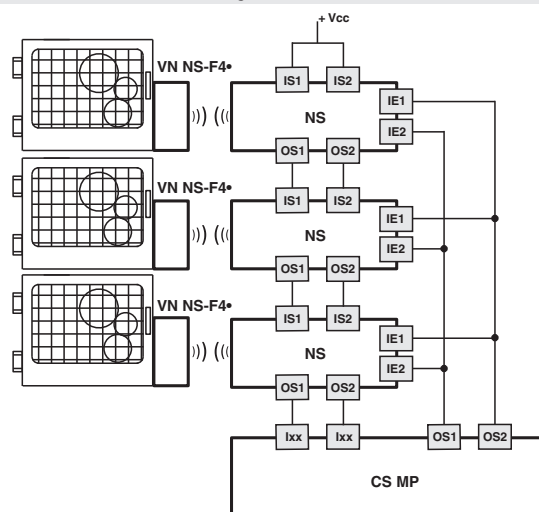 + Vcc
VN NS-F4•
IS1 IS2
IE1
NS
IE2
OS1 OS2
VN NS-F4•
IS1 IS2
IE1
NS
IE2
OS1 OS2
VN NS-F4•
IS1 IS2
IE1
NS
IE2
OS1 OS2
Ixx Ixx OS1 OS2
CS MP